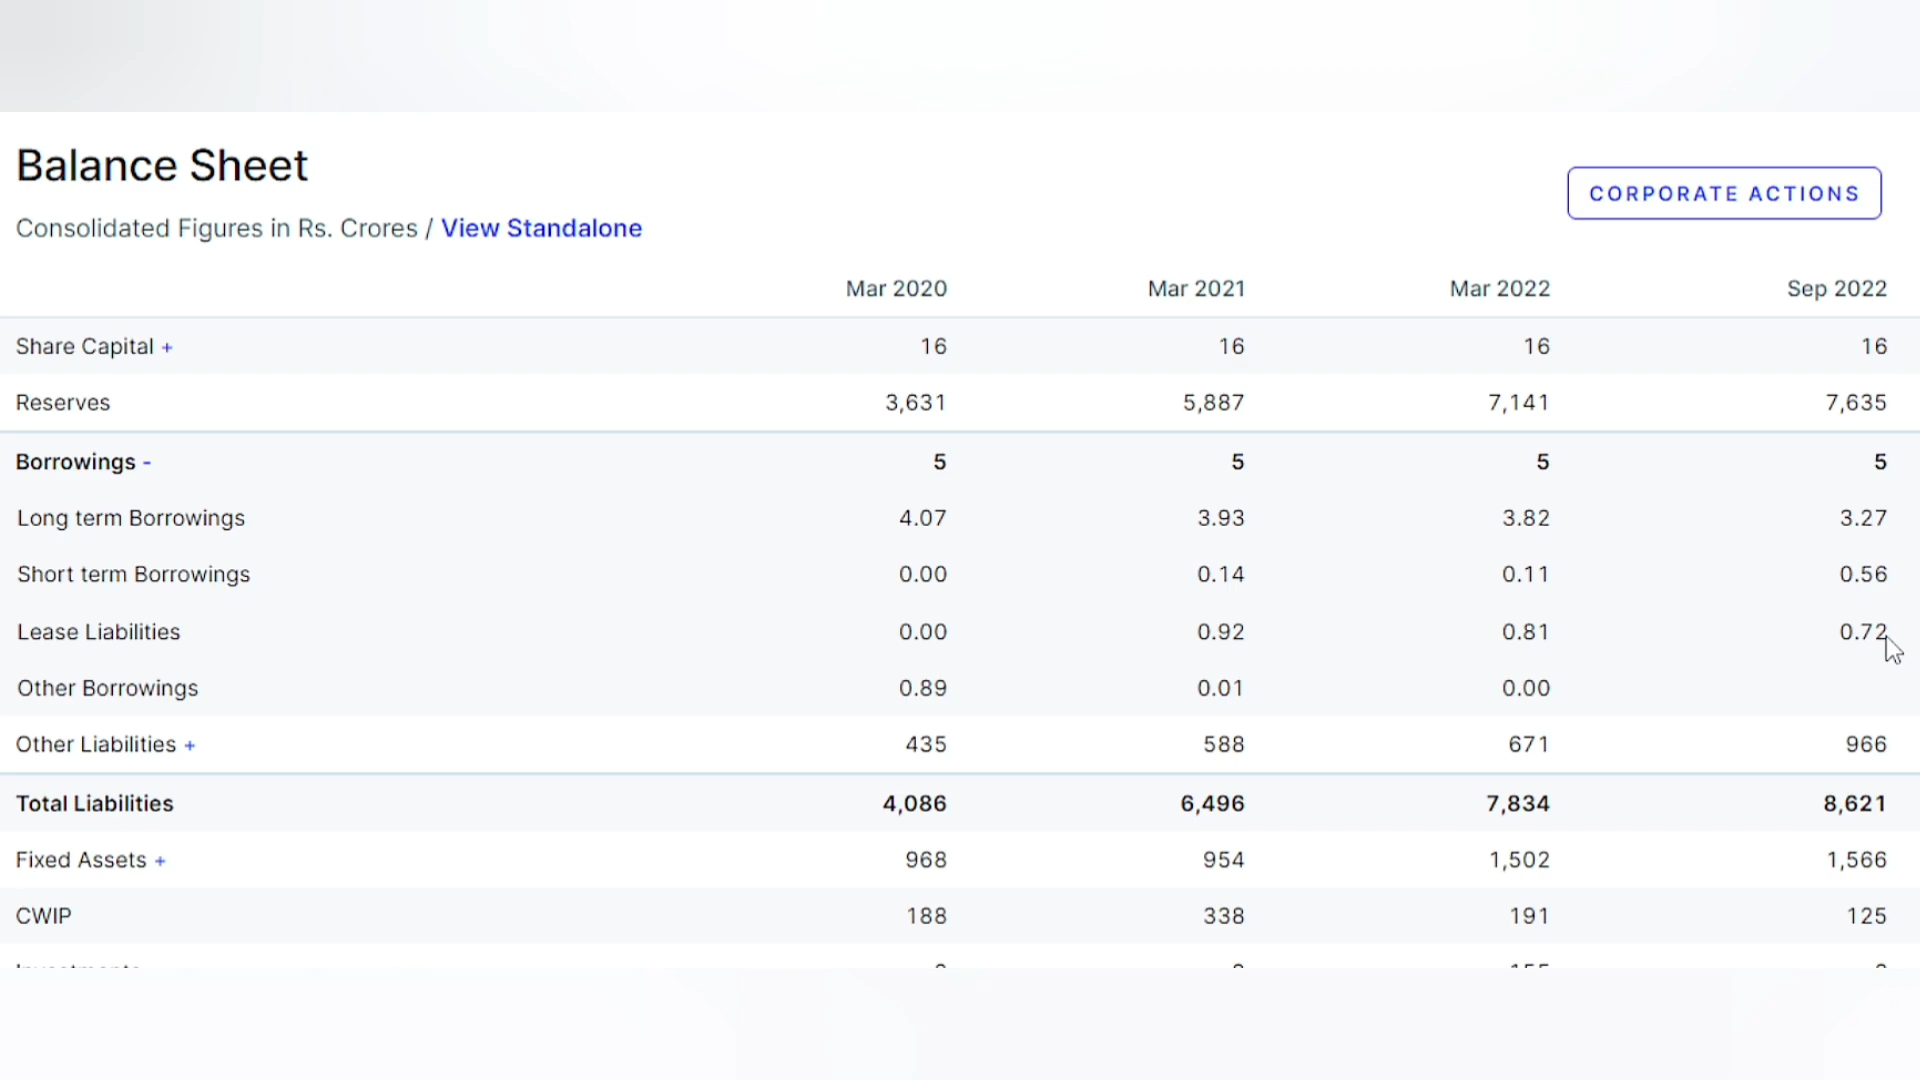 Balance Sheet
CORPORATE ACTIONS
Consolidated Figures in Rs. Crores / View Standalone
Mar 2020 Mar 2021 Mar 2022 Sep 2022
Share Capital + 16 16 16 16
Reserves 3,631 5,887 7,141 7,635
Borrowings - 5 5 5 5
Long term Borrowings 4.07 3.93 3.82 3.27
Short term Borrowings 0.00 0.14 0.11 0.56
Lease Liabilities 0.00 0.92 0.81 0.72
Other Borrowings 0.89 0.01 0.00
Other Liabilities + 435 588 671 966
Total Liabilities 4,086 6,496 7,834 8,621
Fixed Assets + 968 954 1,502 1,566
CWIP 188 338 191 125